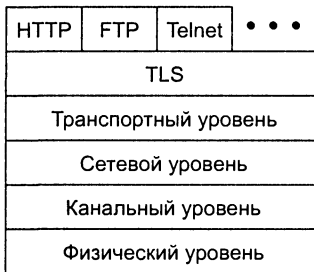 HTTP FTP Telnet • • •
TLS
Транспортный уровень
Сетевой уровень
Канальный уровень
Физический уровень